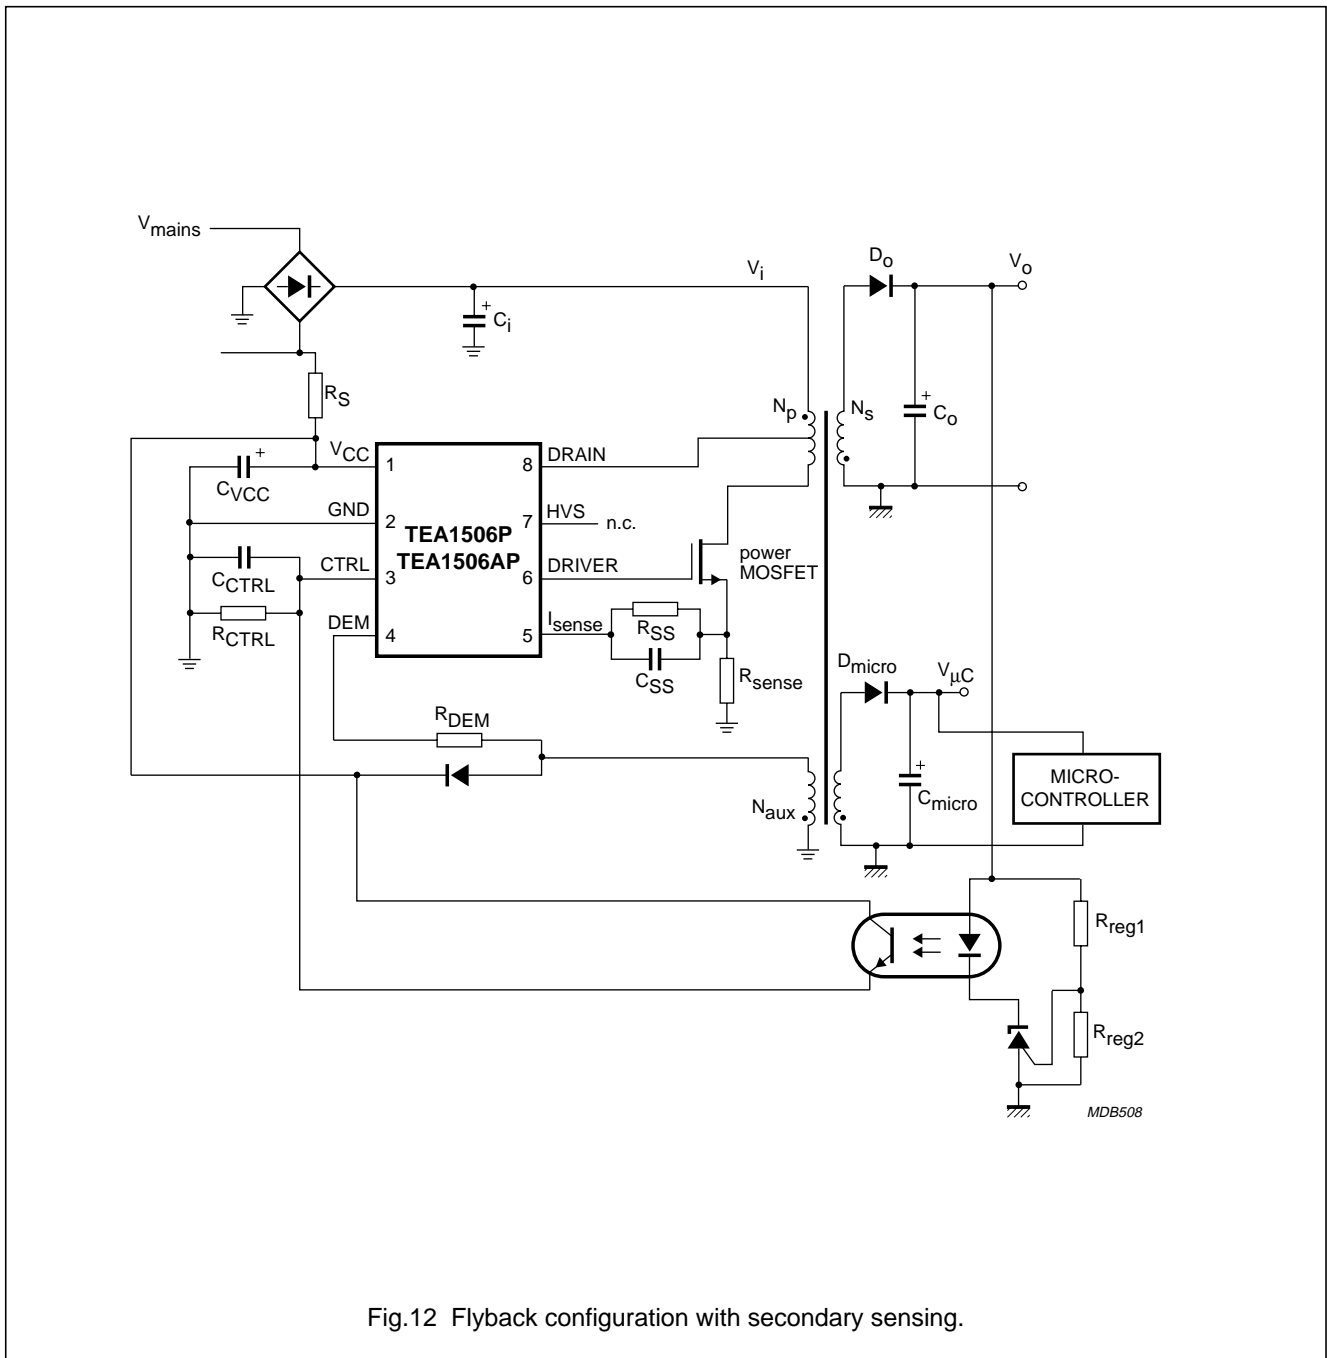 Vmains
Vi
Do
Vo
Ci
RS
Np
Ns
Co
VCC
1
8
DRAIN
CVCC
GND
2
7
HVS
n.c.
TEA1506P
TEA1506AP
CCTRL
CTRL
3
6
DRIVER
power
MOSFET
RCTRL
DEM
4
5
Isense
RSS
CSS
Rsense
Dmicro
VμC
RDEM
Naux
Cmicro
MICRO-
CONTROLLER
Rreg1
Rreg2
MDB508
Fig.12 Flyback configuration with secondary sensing.